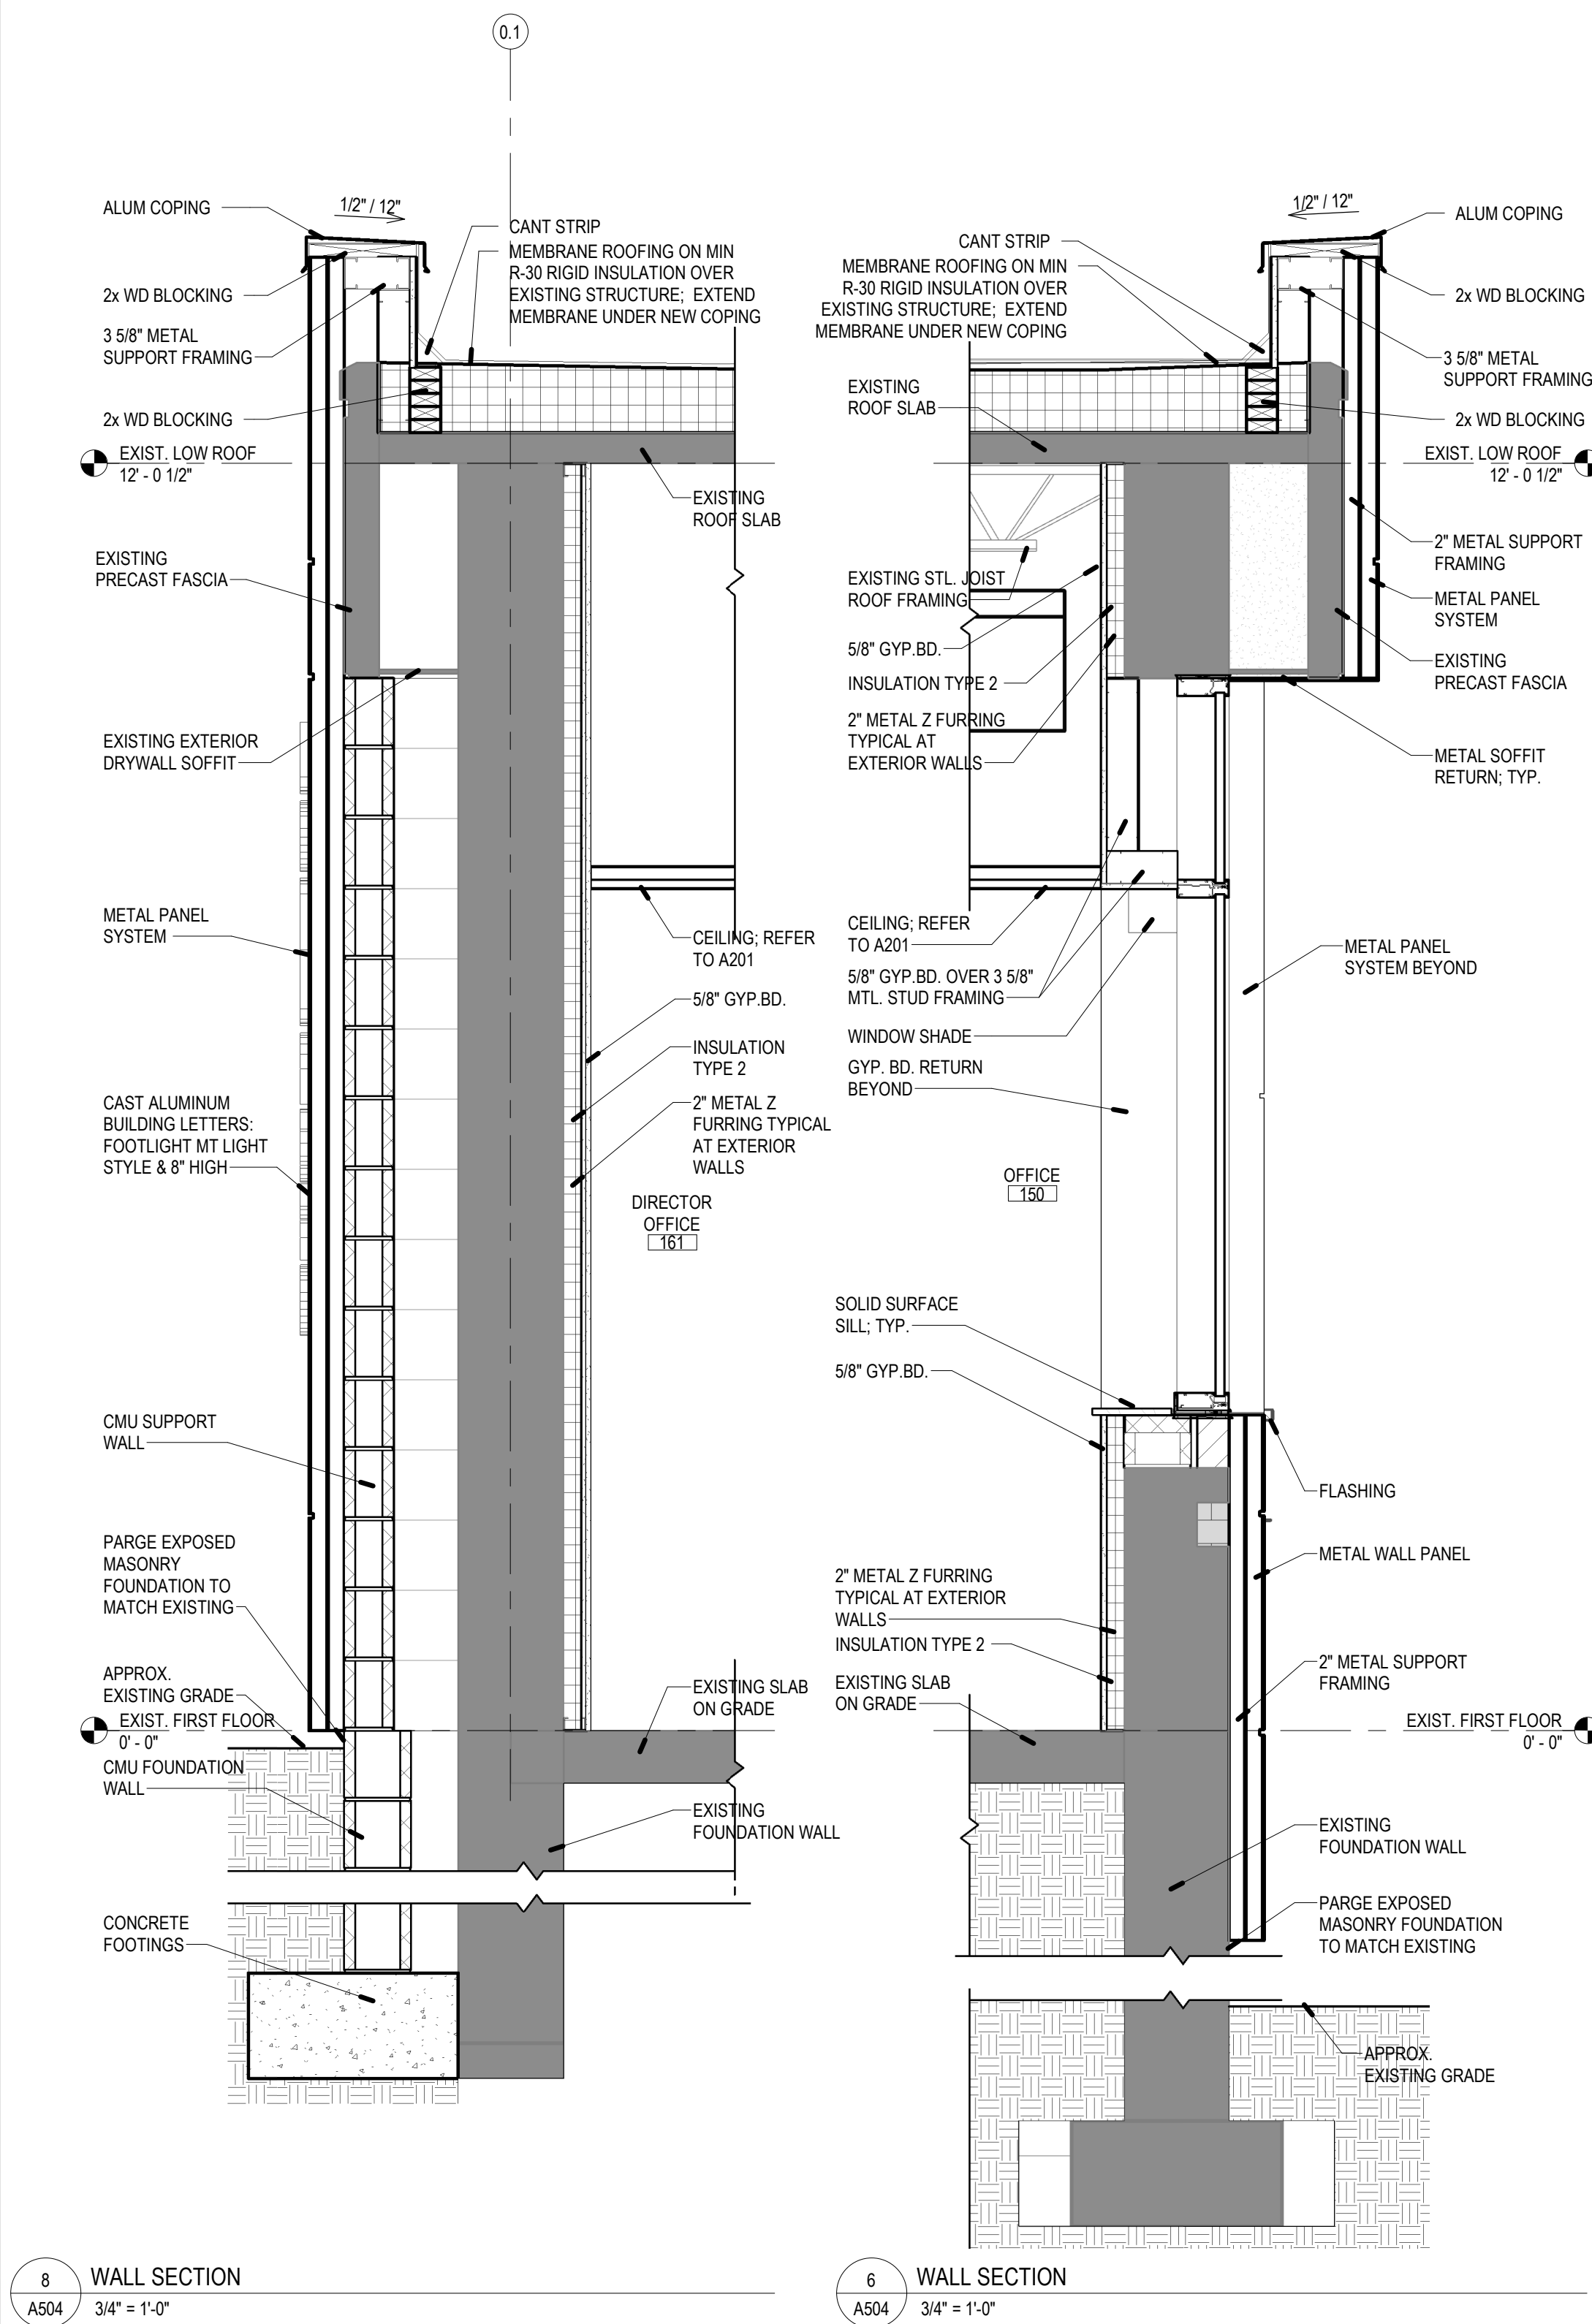 0.1
ALUM COPING
1/2" / 12"
CANT STRIP
MEMBRANE ROOFING ON MIN
R-30 RIGID INSULATION OVER
EXISTING STRUCTURE; EXTEND
MEMBRANE UNDER NEW COPING
2x WD BLOCKING
3 5/8" METAL
SUPPORT FRAMING
2x WD BLOCKING
EXIST. LOW ROOF
12' - 0 1/2"
EXISTING
ROOF SLAB
EXISTING
PRECAST FASCIA
EXISTING EXTERIOR
DRYWALL SOFFIT
METAL PANEL
SYSTEM
CEILING; REFER
TO A201
5/8" GYP.BD.
INSULATION
TYPE 2
CAST ALUMINUM
BUILDING LETTERS:
FOOTLIGHT MT LIGHT
STYLE & 8" HIGH
2" METAL Z
FURRING TYPICAL
AT EXTERIOR
WALLS
DIRECTOR
OFFICE
161
CMU SUPPORT
WALL
PARGE EXPOSED
MASONRY
FOUNDATION TO
MATCH EXISTING
APPROX.
EXISTING GRADE
EXISTING SLAB
ON GRADE
EXIST. FIRST FLOOR
0' - 0"
CMU FOUNDATION
WALL
EXISTING
FOUNDATION WALL
CONCRETE
FOOTINGS
8
A504
WALL SECTION
3/4" = 1'-0"
1/2" / 12"
ALUM COPING
CANT STRIP
MEMBRANE ROOFING ON MIN
R-30 RIGID INSULATION OVER
EXISTING STRUCTURE; EXTEND
MEMBRANE UNDER NEW COPING
2x WD BLOCKING
3 5/8" METAL
SUPPORT FRAMING
EXISTING
ROOF SLAB
2x WD BLOCKING
EXIST. LOW ROOF
12' - 0 1/2"
2" METAL SUPPORT
FRAMING
EXISTING STL. JOIST
ROOF FRAMING
METAL PANEL
SYSTEM
5/8" GYP.BD.
EXISTING
PRECAST FASCIA
INSULATION TYPE 2
2" METAL Z FURRING
TYPICAL AT
EXTERIOR WALLS
METAL SOFFIT
RETURN; TYP.
CEILING; REFER
TO A201
METAL PANEL
SYSTEM BEYOND
5/8" GYP.BD. OVER 3 5/8"
MTL. STUD FRAMING
WINDOW SHADE
GYP. BD. RETURN
BEYOND
OFFICE
150
SOLID SURFACE
SILL; TYP.
5/8" GYP.BD.
FLASHING
METAL WALL PANEL
2" METAL Z FURRING
TYPICAL AT EXTERIOR
WALLS
INSULATION TYPE 2
2" METAL SUPPORT
FRAMING
EXISTING SLAB
ON GRADE
EXIST. FIRST FLOOR
0' - 0"
EXISTING
FOUNDATION WALL
PARGE EXPOSED
MASONRY FOUNDATION
TO MATCH EXISTING
APPROX.
EXISTING GRADE
6
A504
WALL SECTION
3/4" = 1'-0"